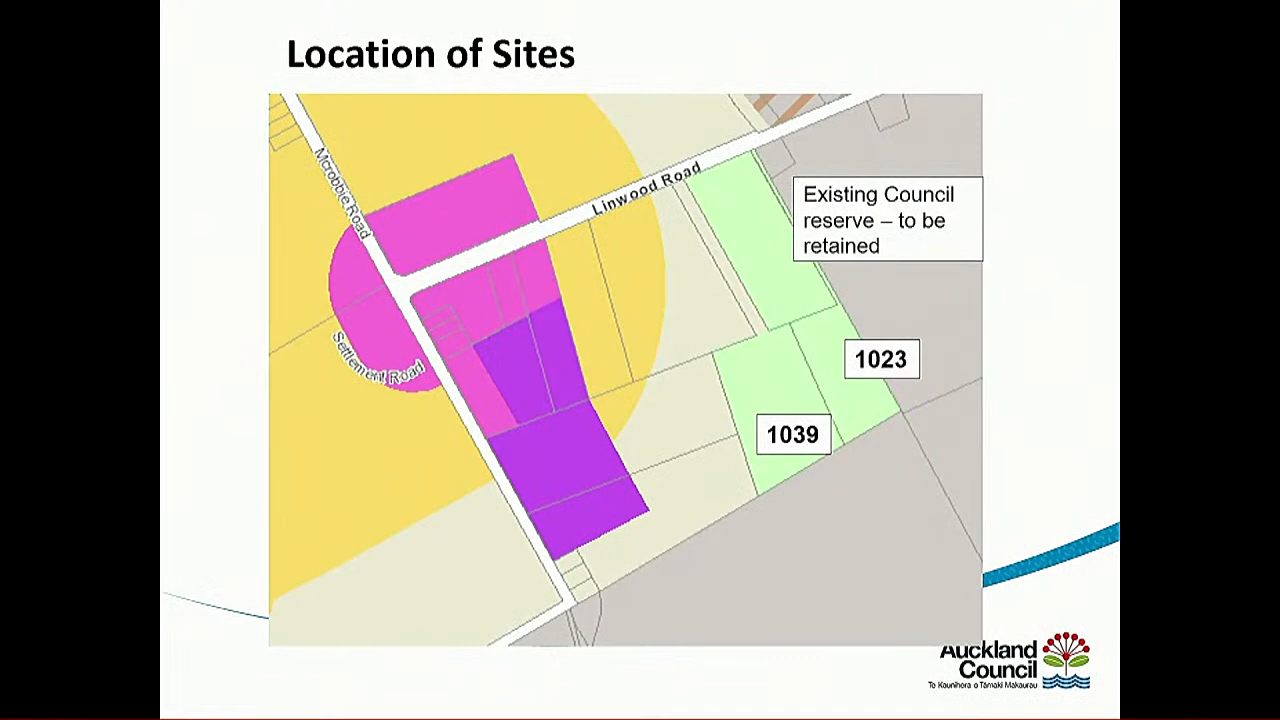 Location of Sites
Mcrobbie Road
Linwood Road
Existing Council
reserve – to be
retained
Settlement Road
1023
1039
Auckland
Council
Te Kaunihera o Tāmaki Makaurau